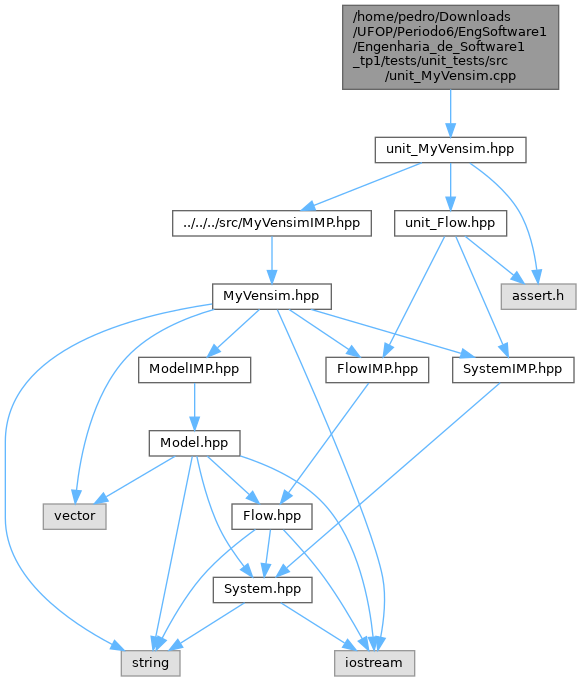 /home/pedro/Downloads
/UFOP/Periodo6/EngSoftware1
/Engenharia_de_Software1
_tp1/tests/unit_tests/src
/unit_MyVensim.cpp
unit_MyVensim.hpp
../../../src/MyVensimIMP.hpp
unit_Flow.hpp
MyVensim.hpp
assert.h
ModelIMP.hpp
FlowIMP.hpp
SystemIMP.hpp
Model.hpp
vector
Flow.hpp
System.hpp
string
iostream